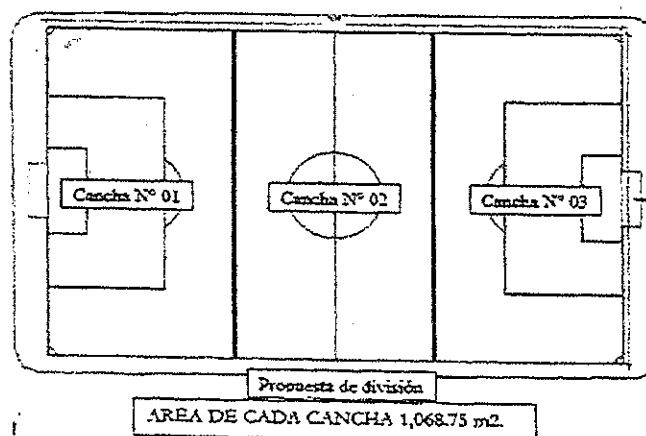 Cancha N° 01
Cancha N° 02
Cancha N° 03
Propuesta de división
AREA DE CADA CANCHA 1,068.75 m2.